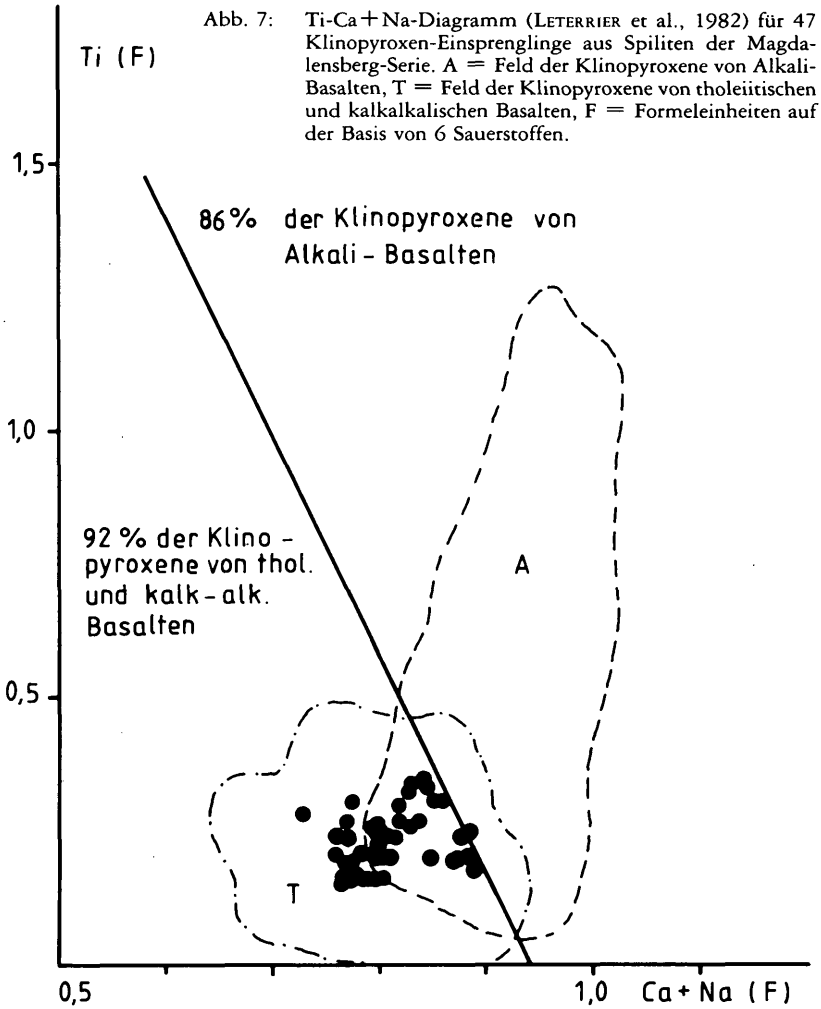 Abb. 7: Ti-Ca+Na-Diagramm (LETERRIER et al., 1982) für 47
Klinopyroxen-Einsprenglinge aus Spiliten der Magda-
lensberg-Serie. A = Feld der Klinopyroxene von Alkali-
Basalten, T = Feld der Klinopyroxene von tholeiitischen
und kalkalkalischen Basalten, F = Formeleinheiten auf
der Basis von 6 Sauerstoffen.
Ti (F)
1,5
86% der Klinopyroxene von
Alkali - Basalten
1,0
92 % der Klino -
pyroxene von thol.
und kalk-alk.
Basalten
A
0,5
T
0,5 1,0 Ca+Na (F)